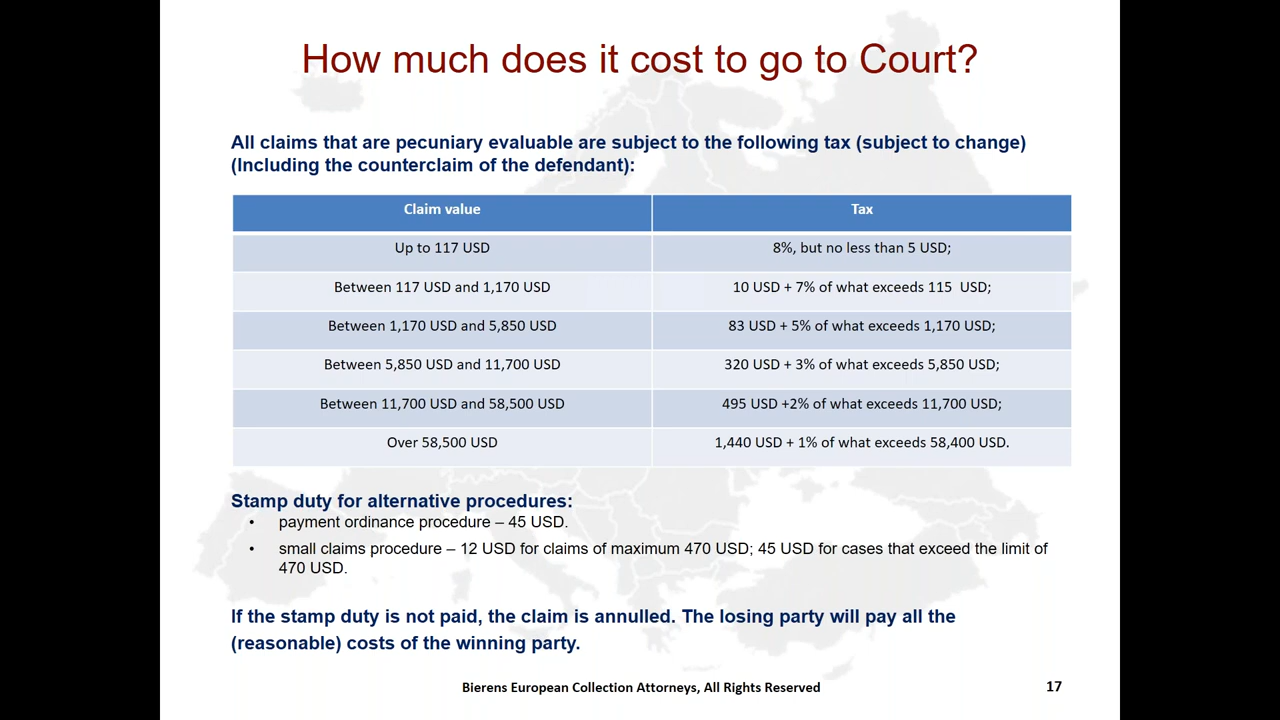 How much does it cost to go to Court?
All claims that are pecuniary evaluable are subject to the following tax (subject to change)
(Including the counterclaim of the defendant):
Claim value Tax
Up to 117 USD 8%, but no less than 5 USD;
Between 117 USD and 1,170 USD 10 USD + 7% of what exceeds 115 USD;
Between 1,170 USD and 5,850 USD 83 USD + 5% of what exceeds 1,170 USD;
Between 5,850 USD and 11,700 USD 320 USD + 3% of what exceeds 5,850 USD;
Between 11,700 USD and 58,500 USD 495 USD +2% of what exceeds 11,700 USD;
Over 58,500 USD 1,440 USD + 1% of what exceeds 58,400 USD.
Stamp duty for alternative procedures:
• payment ordinance procedure – 45 USD.
• small claims procedure – 12 USD for claims of maximum 470 USD; 45 USD for cases that exceed the limit of
470 USD.
If the stamp duty is not paid, the claim is annulled. The losing party will pay all the
(reasonable) costs of the winning party.
Bierens European Collection Attorneys, All Rights Reserved 17